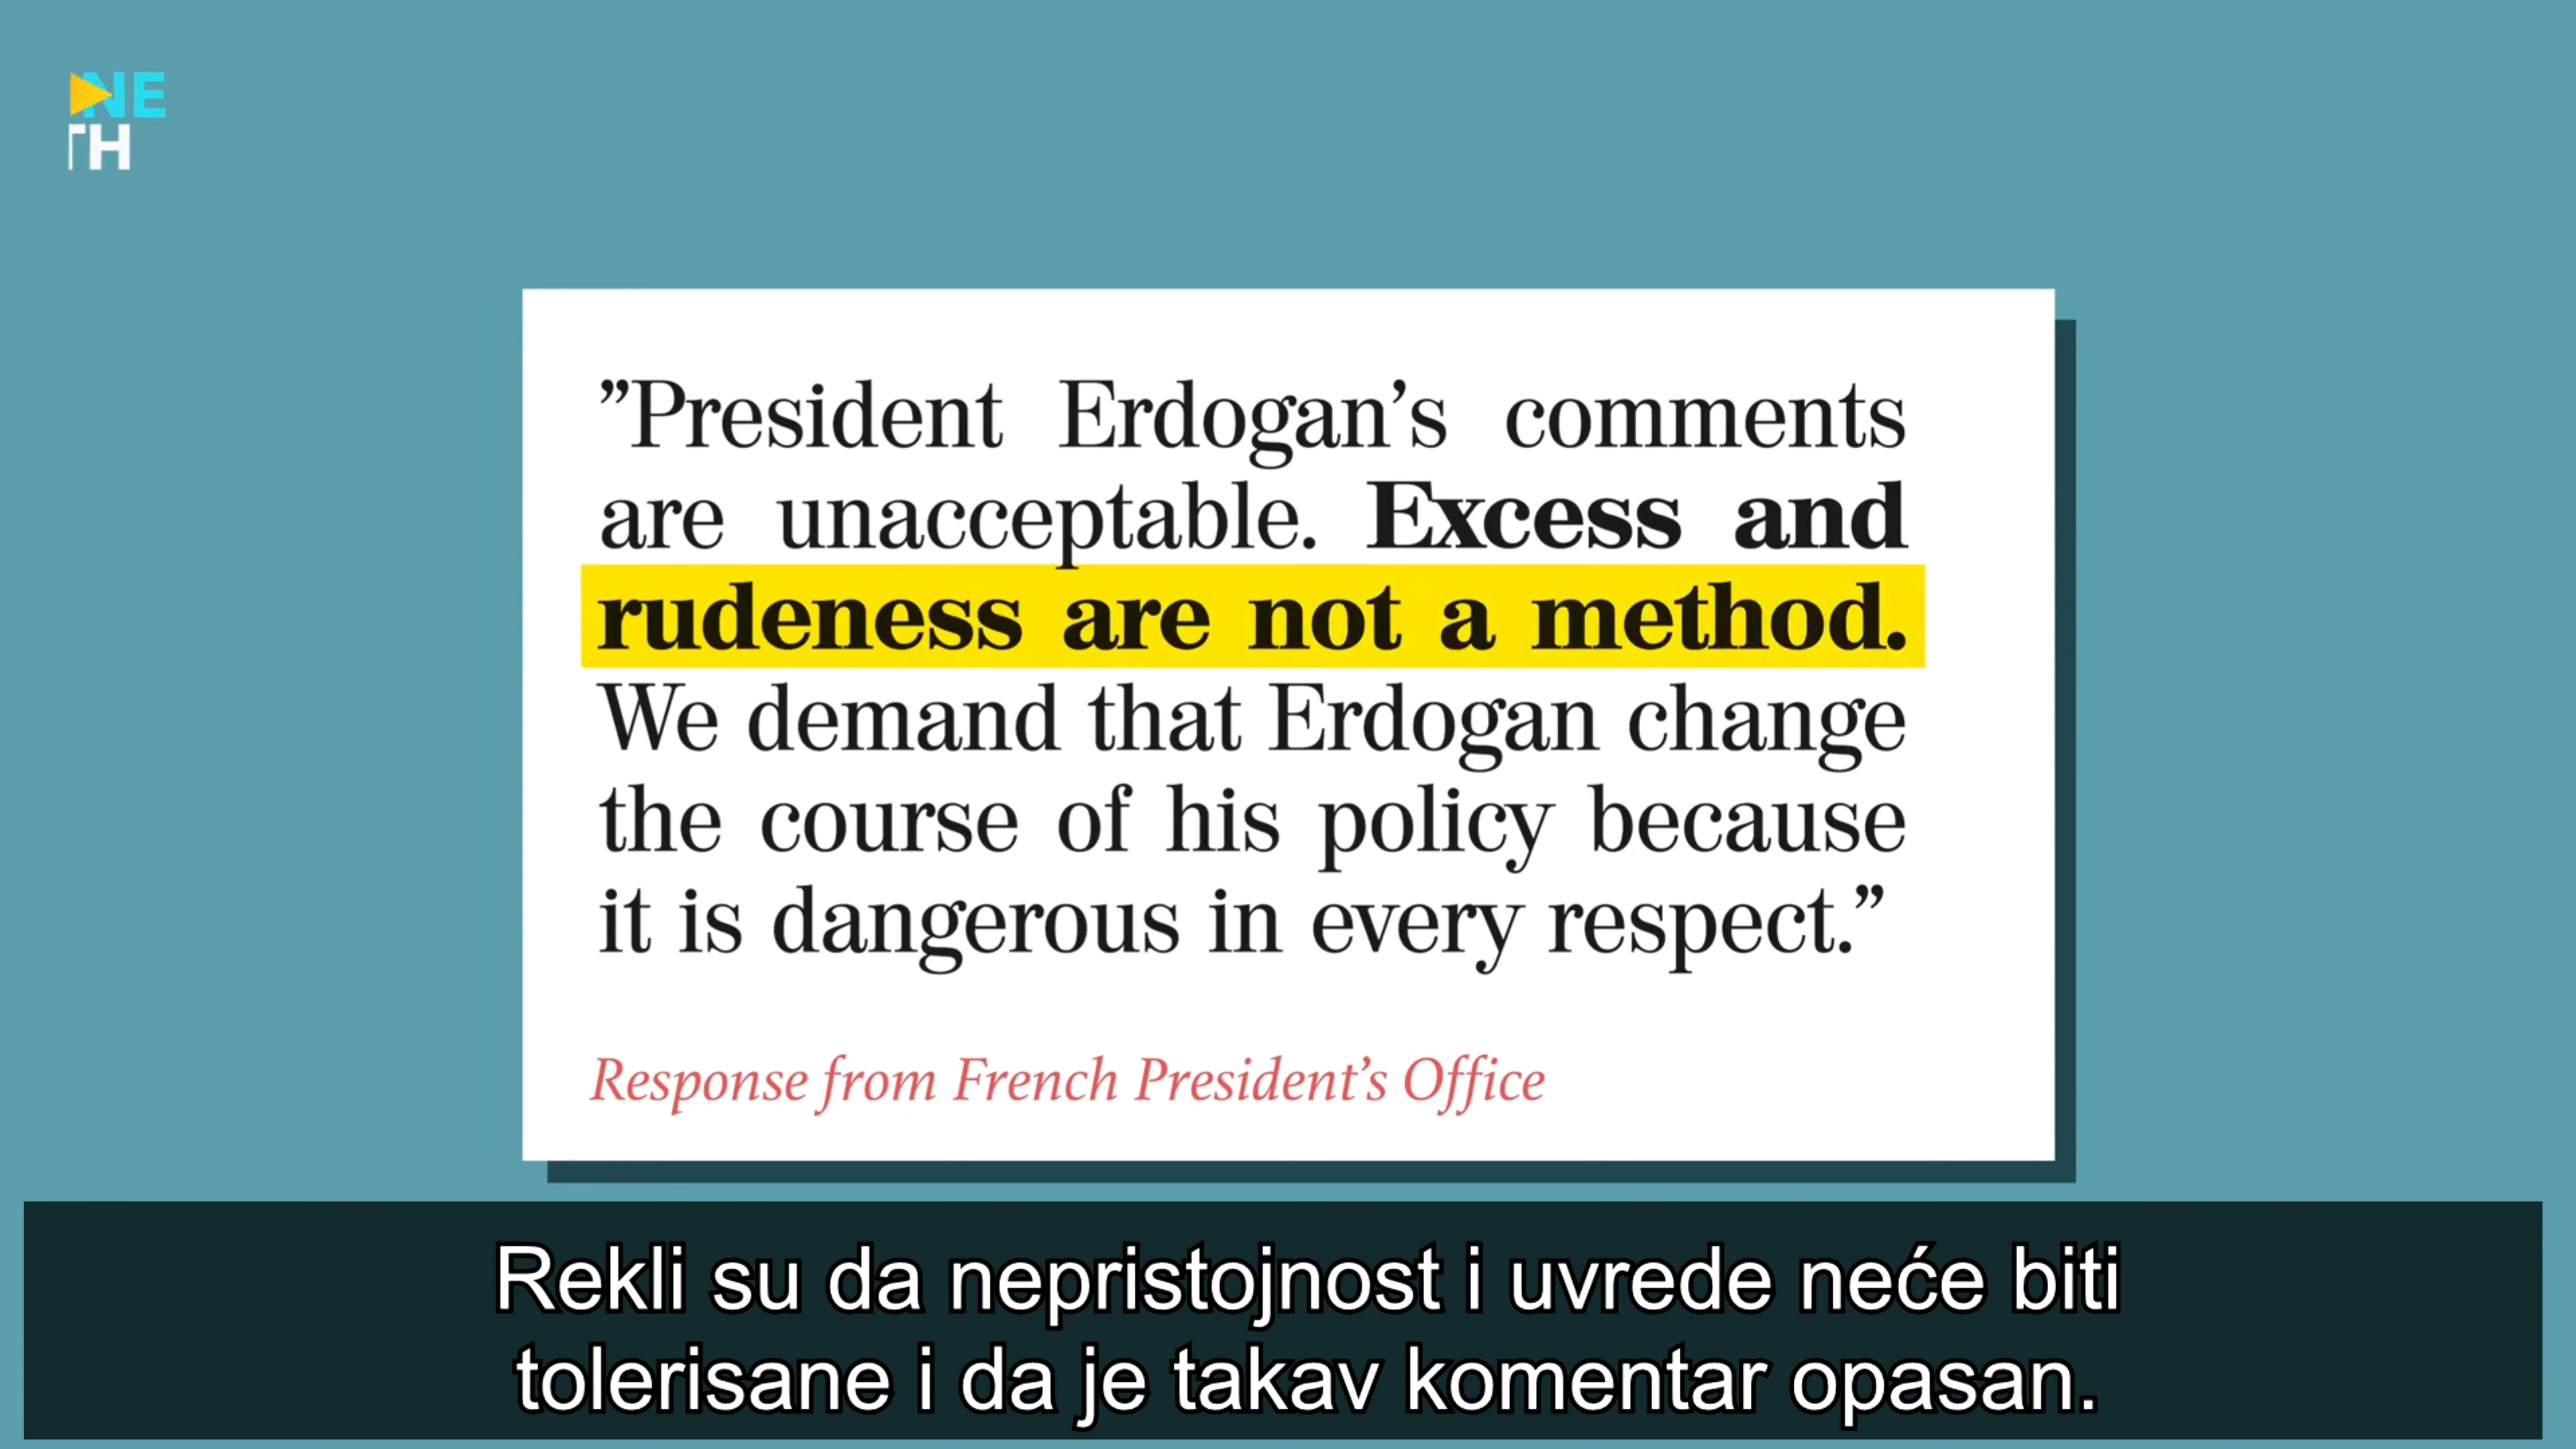 NE
TH
”President Erdogan’s comments
are unacceptable. Excess and
rudeness are not a method.
We demand that Erdogan change
the course of his policy because
it is dangerous in every respect.”
Response from French President’s Office
Rekli su da nepristojnost i uvrede neće biti
tolerisane i da je takav komentar opasan.